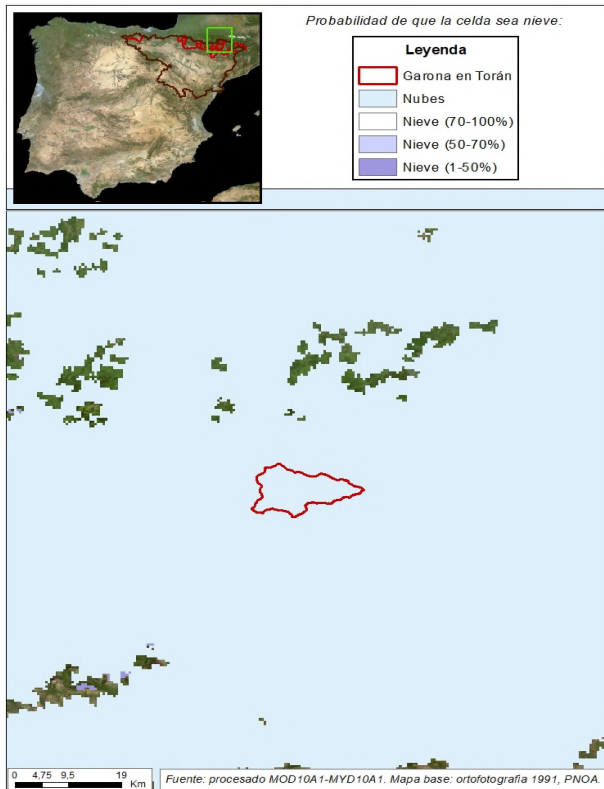 Probabilidad de que la celda sea nieve:
Leyenda
Garona en Torán
Nubes
Nieve (70-100%)
Nieve (50-70%)
Nieve (1-50%)
0 4,75 9,5 19
Km
Fuente: procesado MOD10A1-MYD10A1. Mapa base: ortofotografia 1991, PNOA.